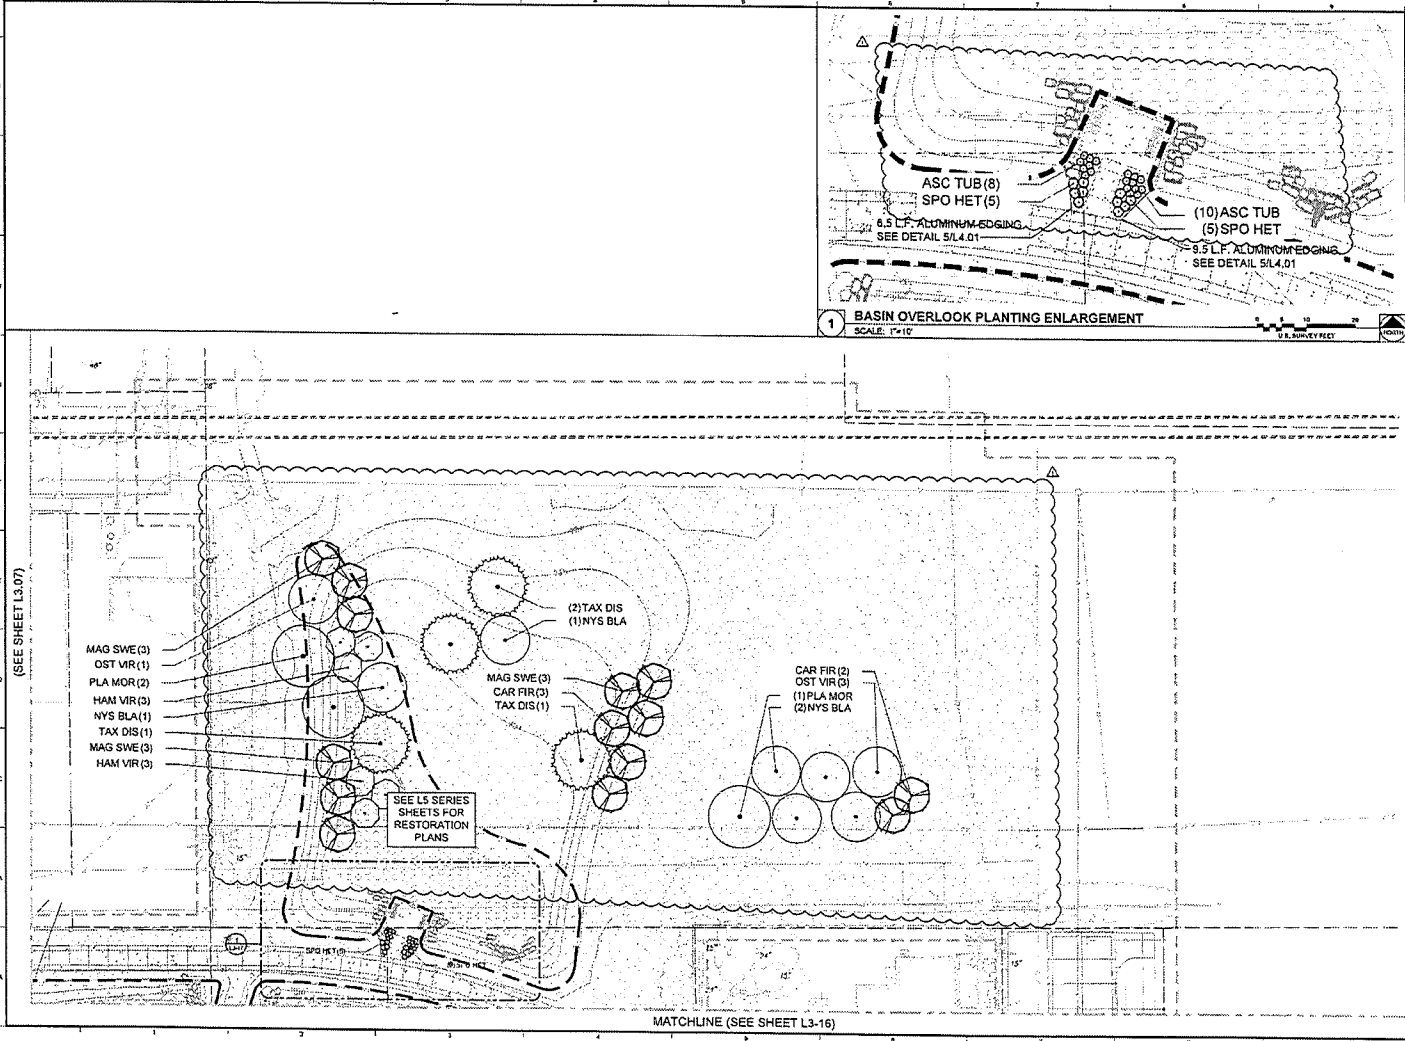 ASC TUB(8)
SPO HET(5)
6.5 L.F. ALUMINUM EDGING
SEE DETAIL 5/L4.01
(10)ASC TUB
(5)SPO HET
9.5 L.F. ALUMINUM EDGING
SEE DETAIL 5/L4.01
1
BASIN OVERLOOK PLANTING ENLARGEMENT
SCALE: 1"=10'
U.S. SURVEY FEET
NORTH
(SEE SHEET L3.07)
MAG SWE(3)
OST VIR(1)
PLA MOR(2)
HAM VIR(3)
NYS BLA(1)
TAX DIS(1)
MAG SWE(3)
HAM VIR(3)
(2)TAX DIS
(1)NYS BLA
MAG SWE(3)
CAR FIR(3)
TAX DIS(1)
CAR FIR(2)
OST VIR(3)
(1)PLA MOR
(2)NYS BLA
SEE L5 SERIES
SHEETS FOR
RESTORATION
PLANS
15"
15"
24"
15"
15"
MATCHLINE (SEE SHEET L3-16)